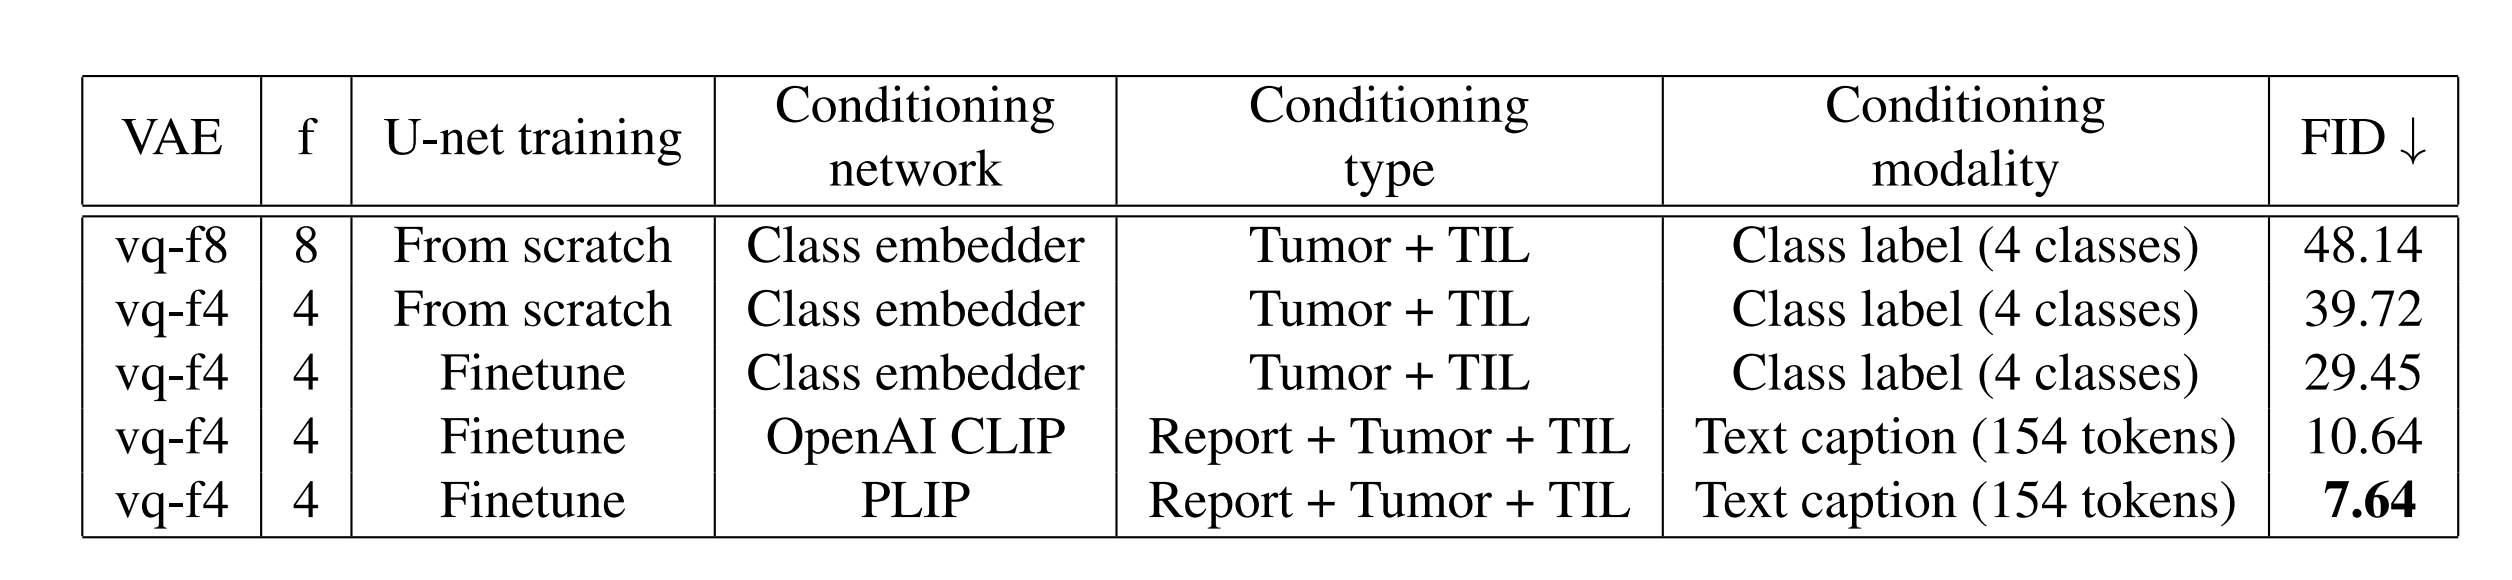 VAE f U-net training Conditioning network Conditioning type Conditioning modality FID ↓
vq-f8 8 From scratch Class embedder Tumor + TIL Class label (4 classes) 48.14
vq-f4 4 From scratch Class embedder Tumor + TIL Class label (4 classes) 39.72
vq-f4 4 Finetune Class embedder Tumor + TIL Class label (4 classes) 29.45
vq-f4 4 Finetune OpenAI CLIP Report + Tumor + TIL Text caption (154 tokens) 10.64
vq-f4 4 Finetune PLIP Report + Tumor + TIL Text caption (154 tokens) 7.64